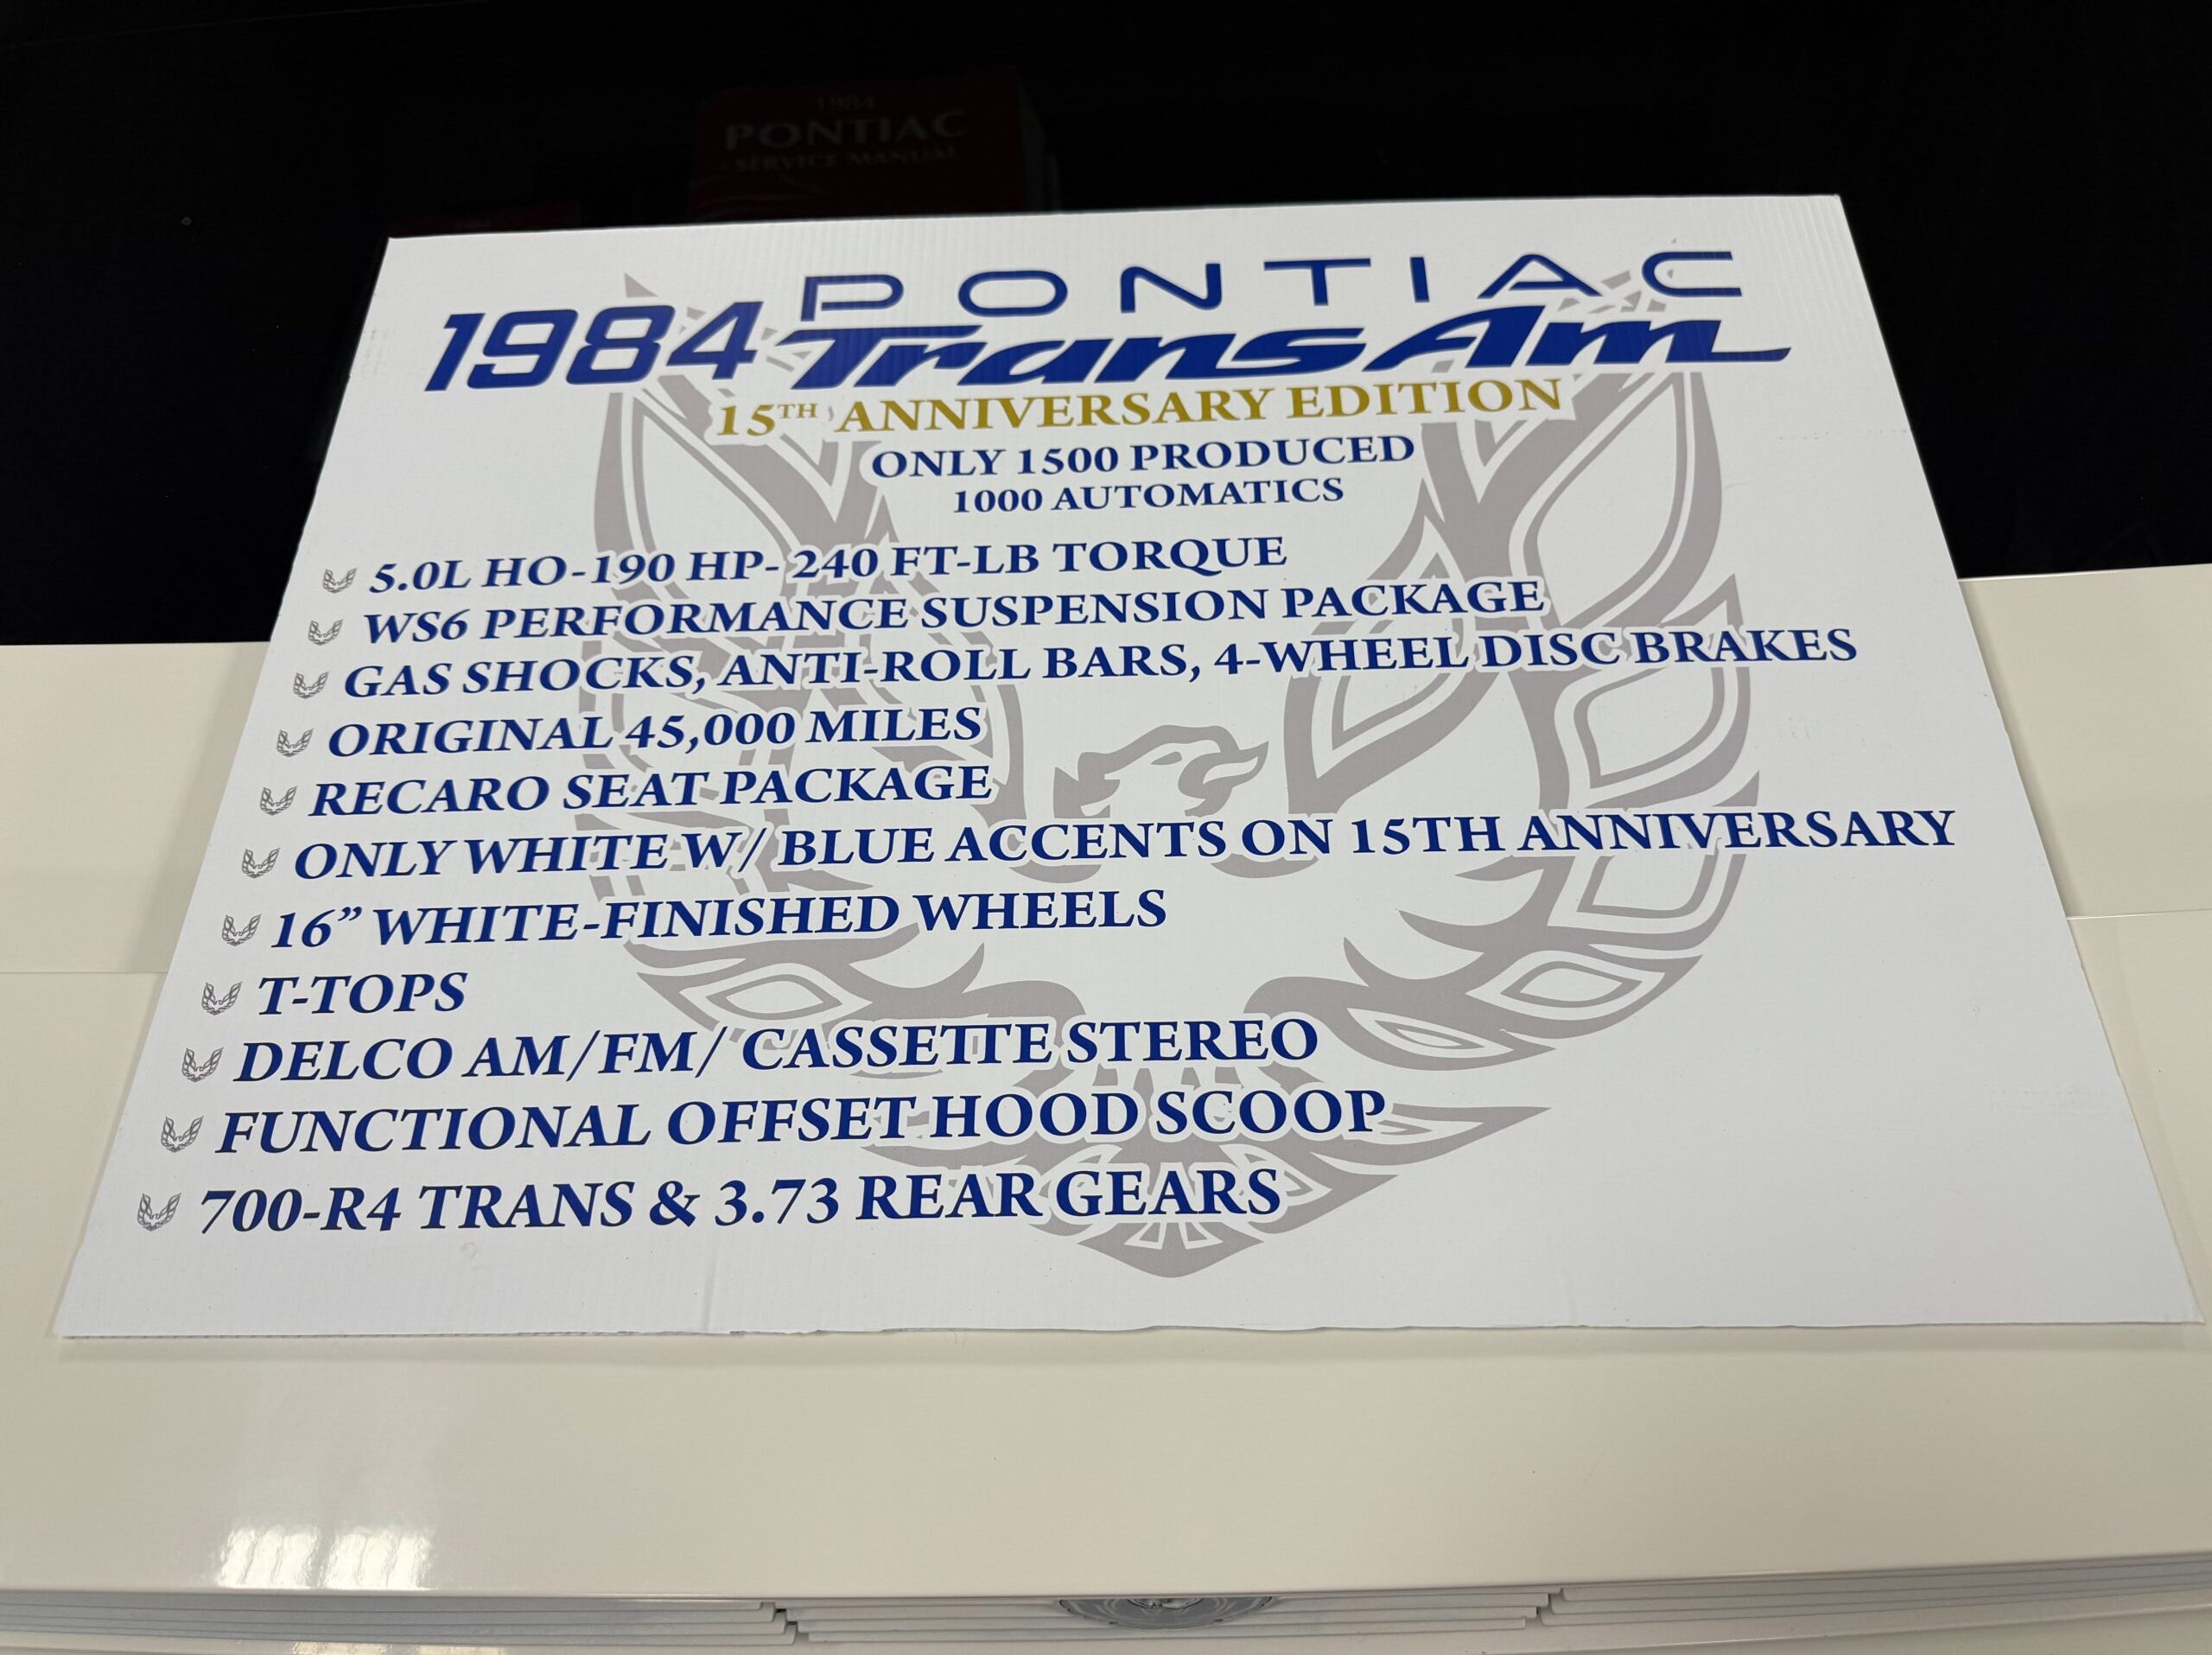 1984
PONTIAC
SERVICE MANUAL
PONTIAC
1984 Trans Am
15TH ANNIVERSARY EDITION
ONLY 1500 PRODUCED
1000 AUTOMATICS
5.0L HO-190 HP- 240 FT-LB TORQUE
WS6 PERFORMANCE SUSPENSION PACKAGE
GAS SHOCKS, ANTI-ROLL BARS, 4-WHEEL DISC BRAKES
ORIGINAL 45,000 MILES
RECARO SEAT PACKAGE
ONLY WHITE W/ BLUE ACCENTS ON 15TH ANNIVERSARY
16” WHITE-FINISHED WHEELS
T-TOPS
DELCO AM/FM/ CASSETTE STEREO
FUNCTIONAL OFFSET HOOD SCOOP
700-R4 TRANS & 3.73 REAR GEARS